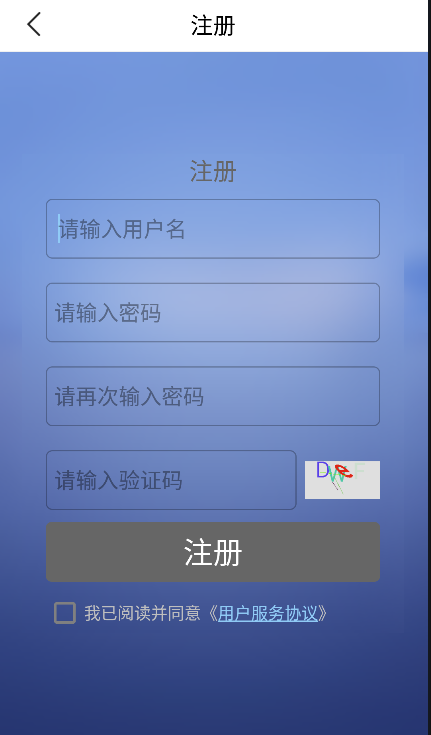 注册
注册
请输入用户名
请输入密码
请再次输入密码
请输入验证码
注册
我已阅读并同意《用户服务协议》